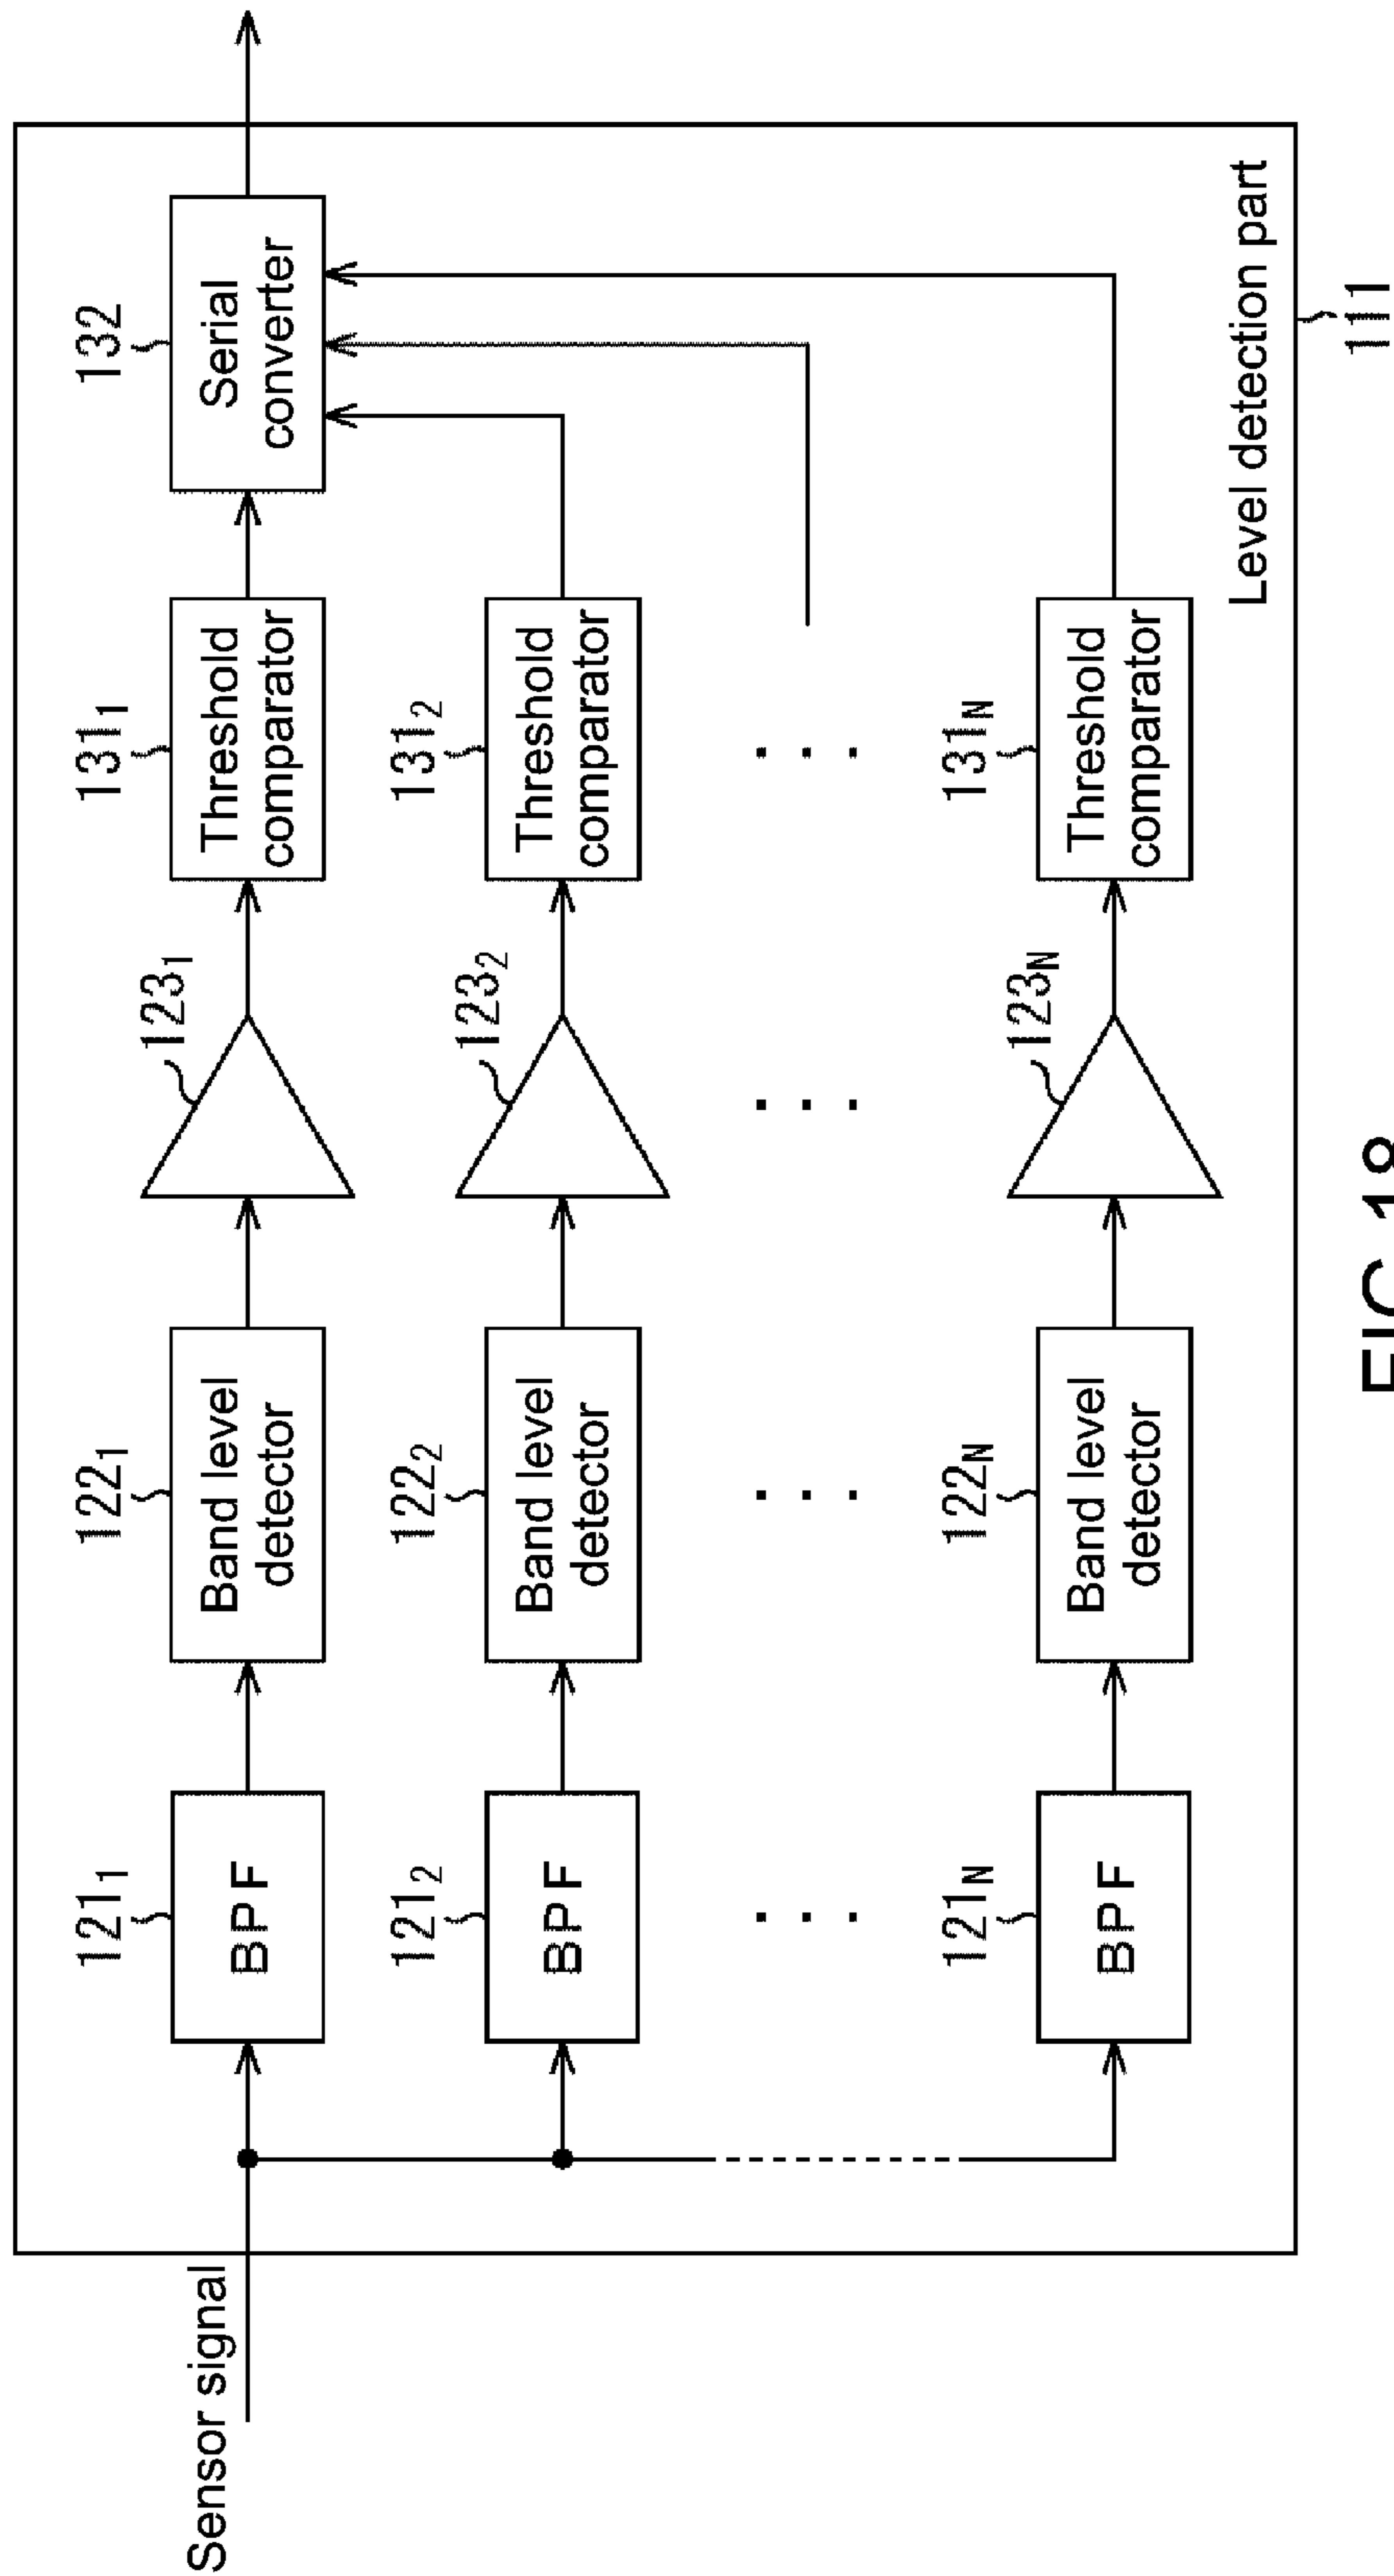 Sensor signal
121₁
BPF
122₁
Band level
detector
123₁
131₁
Threshold
comparator
132
Serial
converter
121₂
BPF
122₂
Band level
detector
123₂
131₂
Threshold
comparator
. . .
. . .
. . .
. . .
121N
BPF
122N
Band level
detector
123N
131N
Threshold
comparator
Level detection part
111
FIG.18